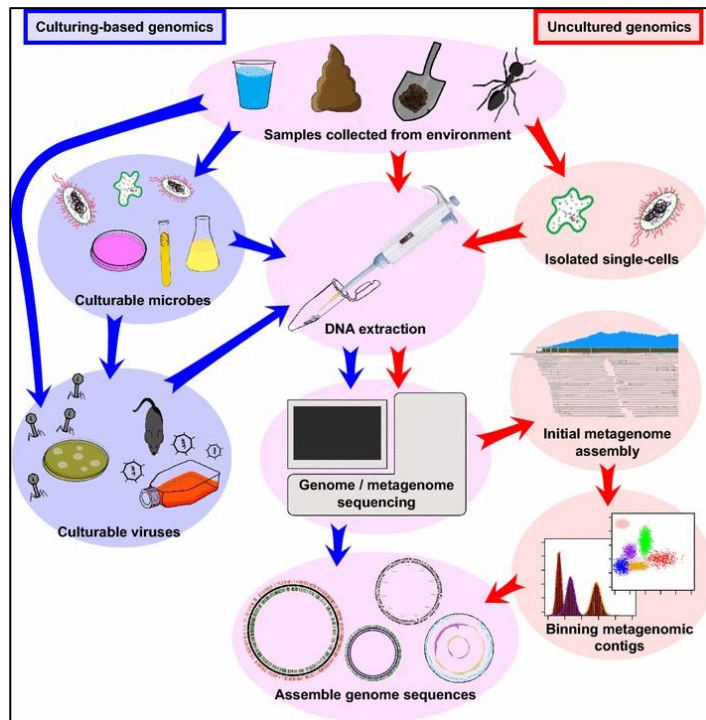 Culturing-based genomics
Uncultured genomics
Samples collected from environment
Culturable microbes
Isolated single-cells
DNA extraction
Initial metagenome
assembly
Genome / metagenome
sequencing
Culturable viruses
Binning metagenomic
contigs
Assemble genome sequences